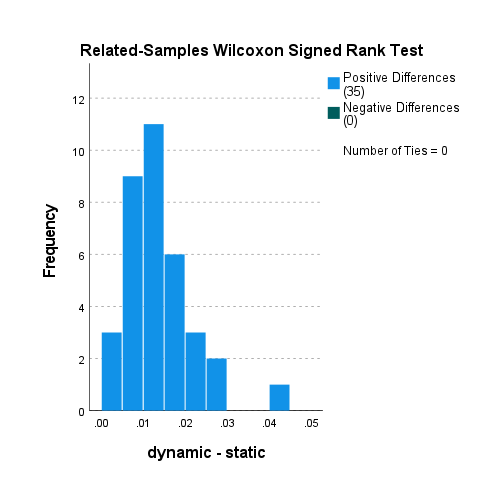 Related-Samples Wilcoxon Signed Rank Test
Positive Differences
(35)
Negative Differences
(0)
Number of Ties = 0
Frequency
12
10
8
6
4
2
0
.00 .01 .02 .03 .04 .05
dynamic - static